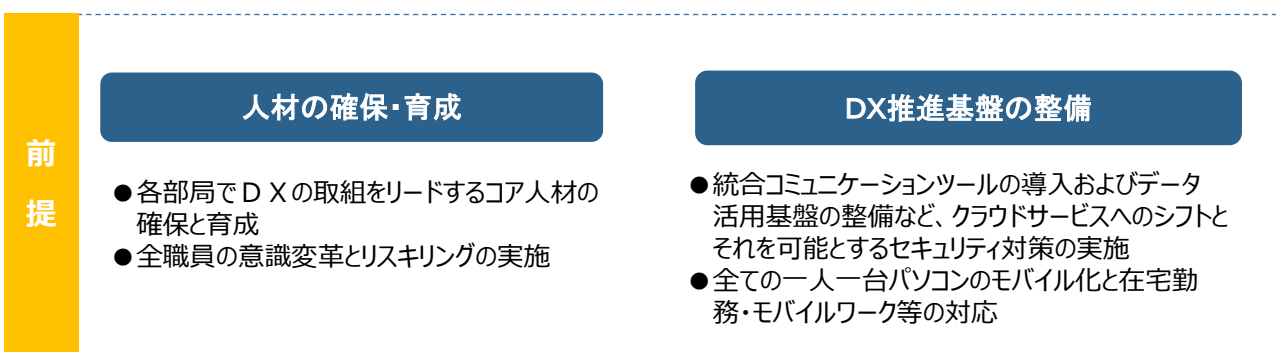 前
提
人材の確保・育成
●各部局でＤＸの取組をリードするコア人材の
確保と育成
●全職員の意識変革とリスキリングの実施
DX推進基盤の整備
●統合コミュニケーションツールの導入およびデータ
活用基盤の整備など、クラウドサービスへのシフトと
それを可能とするセキュリティ対策の実施
●全ての一人一台パソコンのモバイル化と在宅勤
務・モバイルワーク等の対応